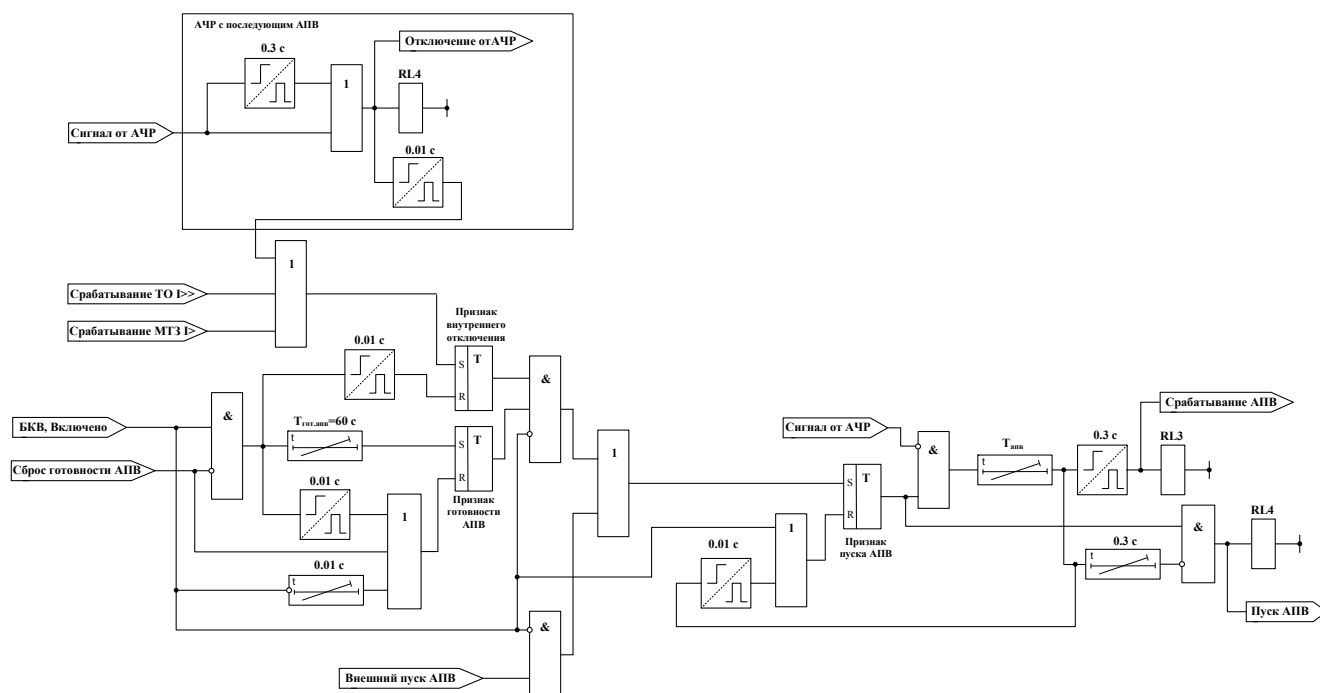 АЧР с последующим АПВ
0.3 с
Отключение отАЧР
RL4
1
Сигнал от АЧР
0.01 с
1
Срабатывание ТО I>>
Срабатывание МТЗ I>
Признак
внутреннего
отключения
0.01 с
S
T
R
&
&
БКВ, Включено
Tгот.апв=60 с
t
S
T
R
Сброс готовности АПВ
Признак
готовности
АПВ
0.01 с
1
0.01 с
t
1
&
Внешний пуск АПВ
Сигнал от АЧР
&
Tапв
t
0.3 с
Срабатывание АПВ
RL3
S
T
R
Признак
пуска АПВ
1
0.01 с
0.3 с
t
&
RL4
Пуск АПВ